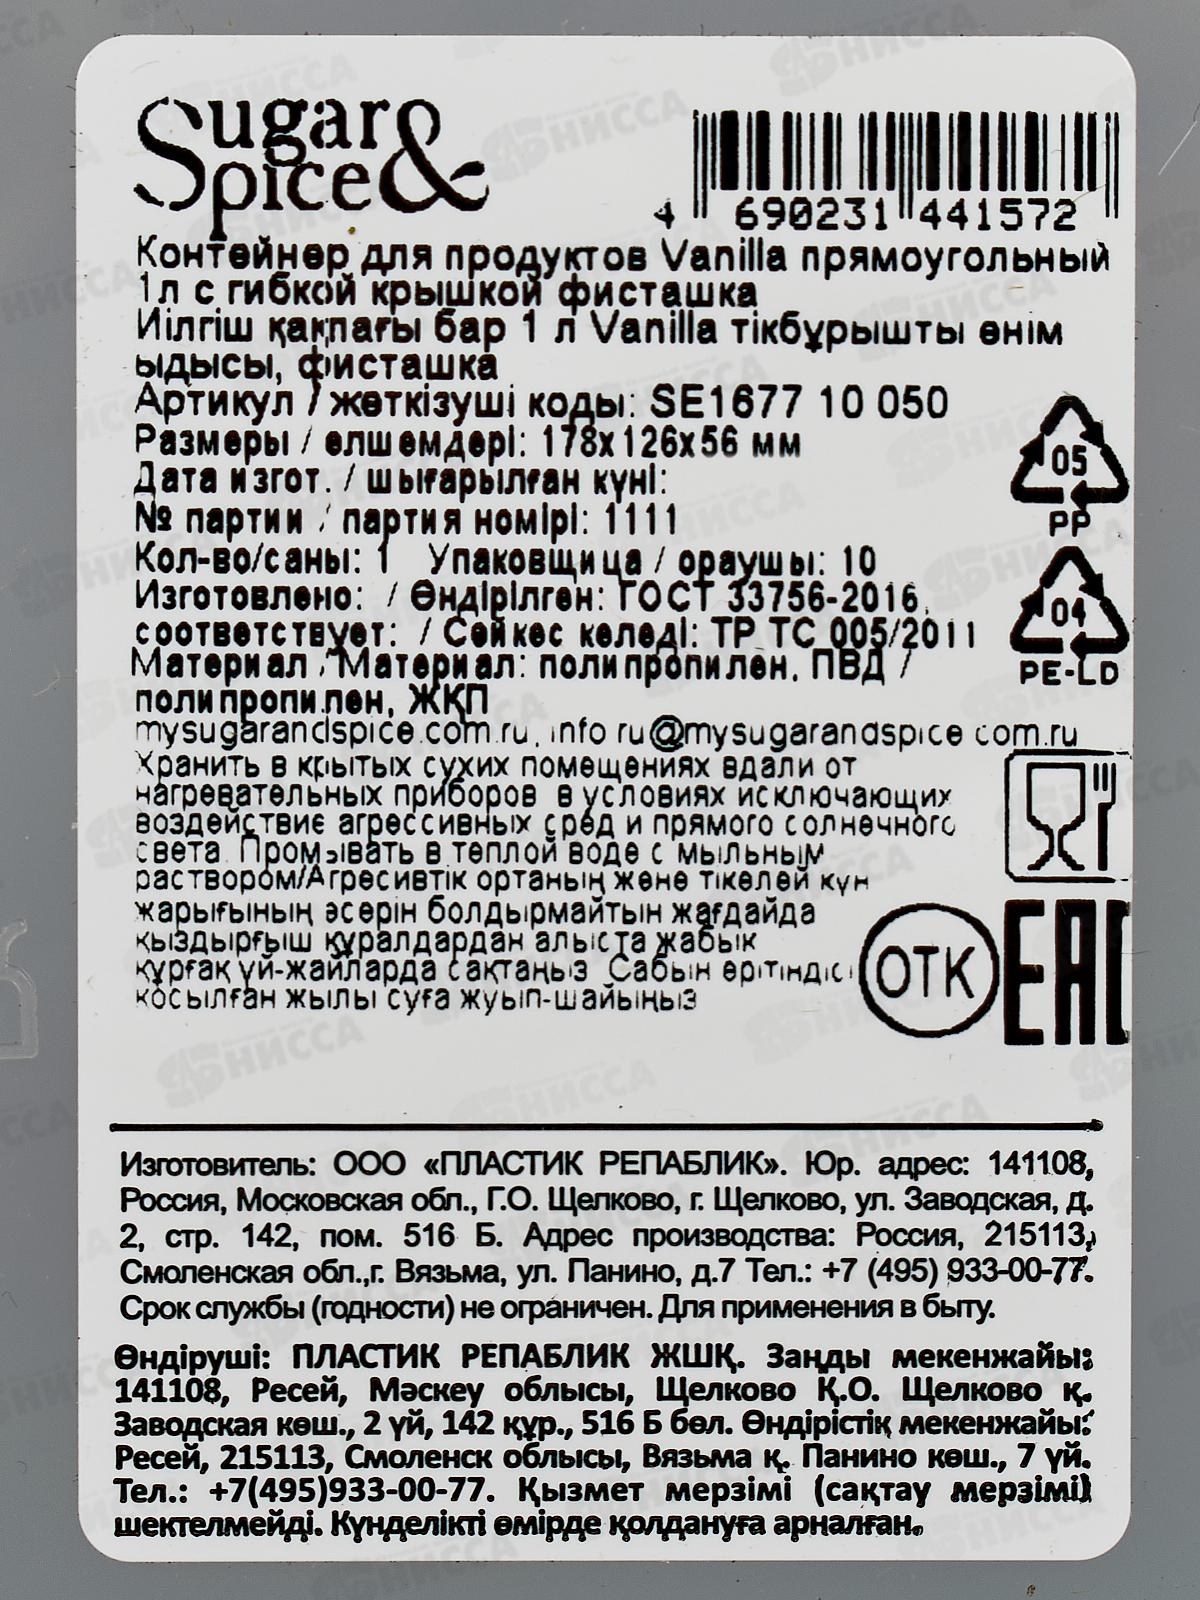 Sugar &
Spice
4 690231 441572
Контейнер для продуктов Vanilla прямоугольный
1л с гибкой крышкой фисташка
Иілгіш қақпағы бар 1 л Vanilla тікбұрышты өнім
ыдысы, фисташка
Артикул / жеткізуші коды: SE1677 10 050
Размеры / өлшемдері: 178x126x56 мм
Дата изгот. / шығарылған күні:
№ партии / партия номірі: 1111
Кол-во/саны: 1 Упаковщица / ораушы: 10
Изготовлено: / Өндірілген: ГОСТ 33756-2016,
соответствует: / Сөйкес келеді: ТР ТС 005/2011
Материал / Материал: полипропилен, ПВД /
полипропилен, ЖҚП
mysugarandspice.com.ru, info ru@mysugarandspice com.ru
Хранить в крытых сухих помещениях вдали от
нагревательных приборов в условиях исключающих
воздействие агрессивных сред и прямого солнечного
света. Промывать в теплой воде с мыльным
раствором/Агресивтік ортаның және тікелей күн
жарығының әсерін болдырмайтын жағдайда
қыздырғыш құралдардан алыста жабық
құрғақ үй-жайларда сақтаңыз Сабын ерітіндісі
қосылған жылы суға жуып-шайыңыз
05
PP
04
PE-LD
ОТК
EAC
Изготовитель: ООО «ПЛАСТИК РЕПАБЛИК». Юр. адрес: 141108,
Россия, Московская обл., Г.О. Щелково, г. Щелково, ул. Заводская, д.
2, стр. 142, пом. 516 Б. Адрес производства: Россия, 215113,
Смоленская обл.,г. Вязьма, ул. Панино, д.7 Тел.: +7 (495) 933-00-77.
Срок службы (годности) не ограничен. Для применения в быту.
Өндіруші: ПЛАСТИК РЕПАБЛИК ЖШҚ. Заңды мекенжайы:
141108, Ресей, Мәскеу облысы, Щелково Қ.О. Щелково қ.
Заводская көш., 2 үй, 142 құр., 516 Б бөл. Өндірістік мекенжайы:
Ресей, 215113, Смоленск облысы, Вязьма қ. Панино көш., 7 үй.
Тел.: +7(495)933-00-77. Қызмет мерзімі (сақтау мерзімі)
шектелмейді. Күнделікті өмірде қолдануға арналған.